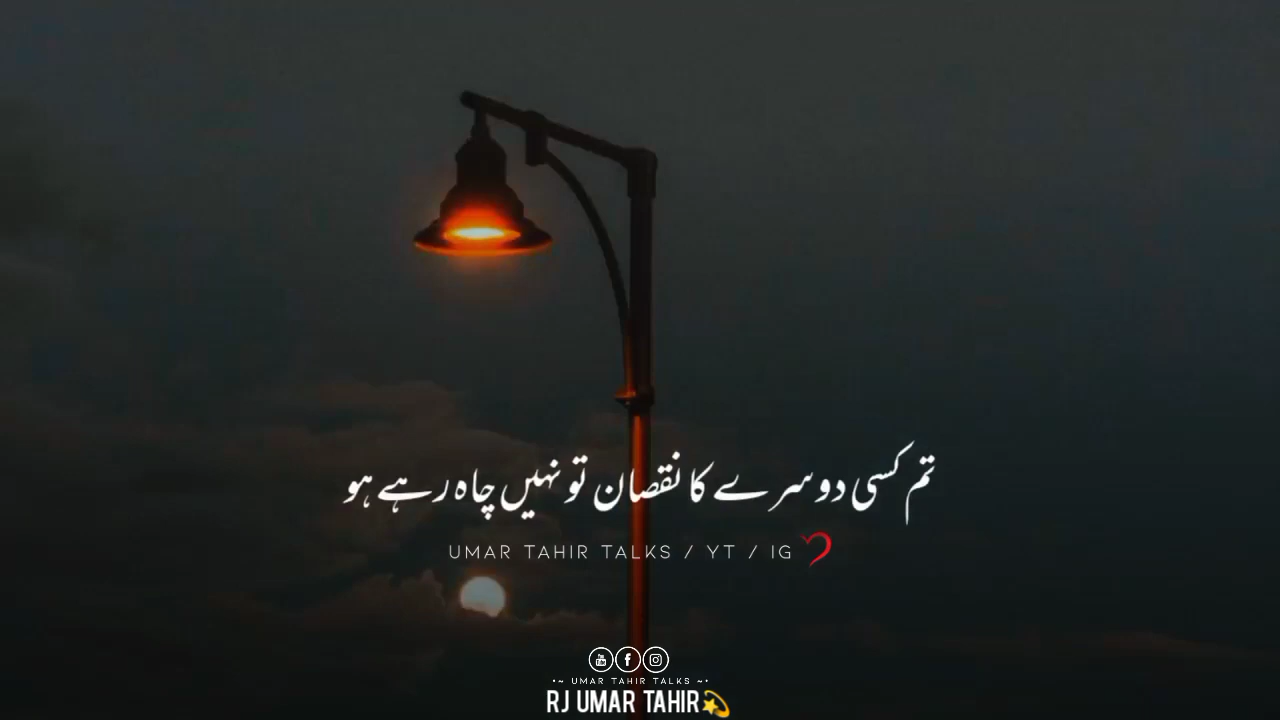 تم کسی دوسرے کا نقصان تو نہیں چاہ رہے ہو
UMAR TAHIR TALKS / YT / IG
·~ UMAR TAHIR TALKS ~·
RJ UMAR TAHIR